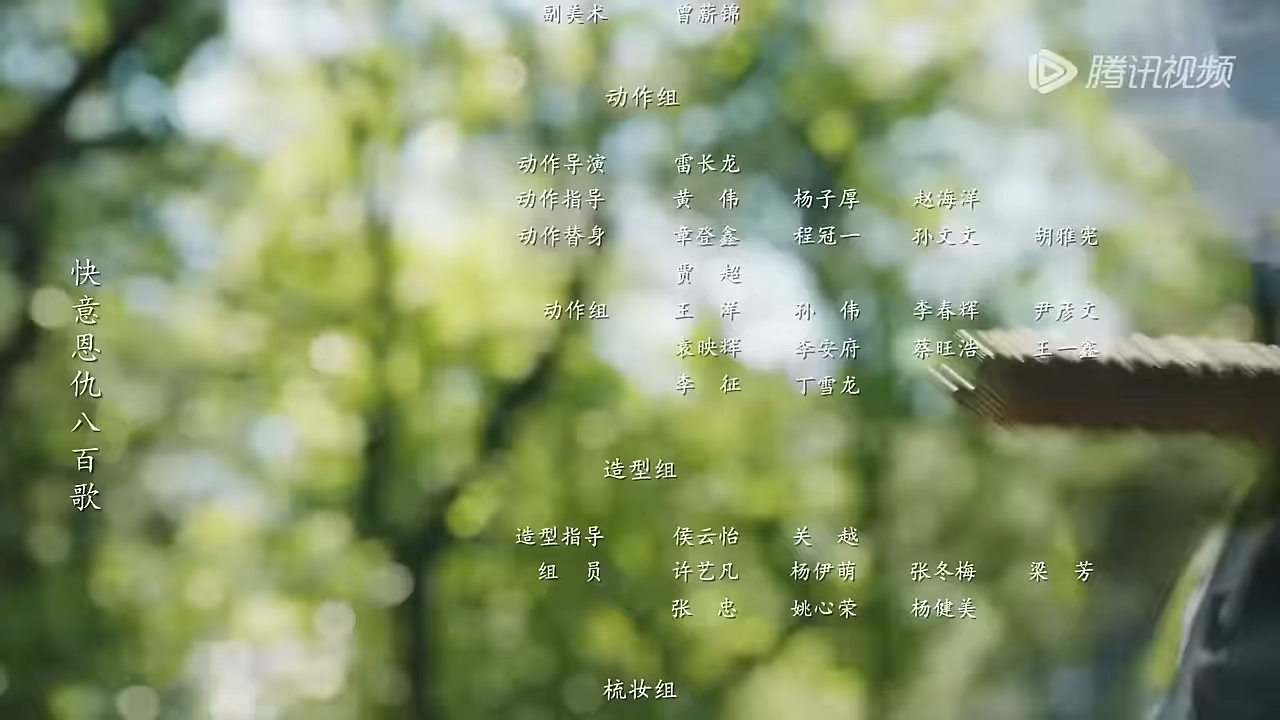 副美术 曾薪锦
腾讯视频
动作组
动作导演 雷长龙
动作指导 黄伟 杨子厚 赵海洋
动作替身 章登鑫 程冠一 孙文文 胡雅宪
贾超
动作组 王洋 孙伟 李春辉 尹彦文
袁映辉 李安府 蔡旺浩 王一鑫
李征 丁雪龙
快意恩仇八百歌
造型组
造型指导 侯云怡 关越
组员 许艺凡 杨伊萌 张冬梅 梁芳
张忠 姚心荣 杨健美
梳妆组